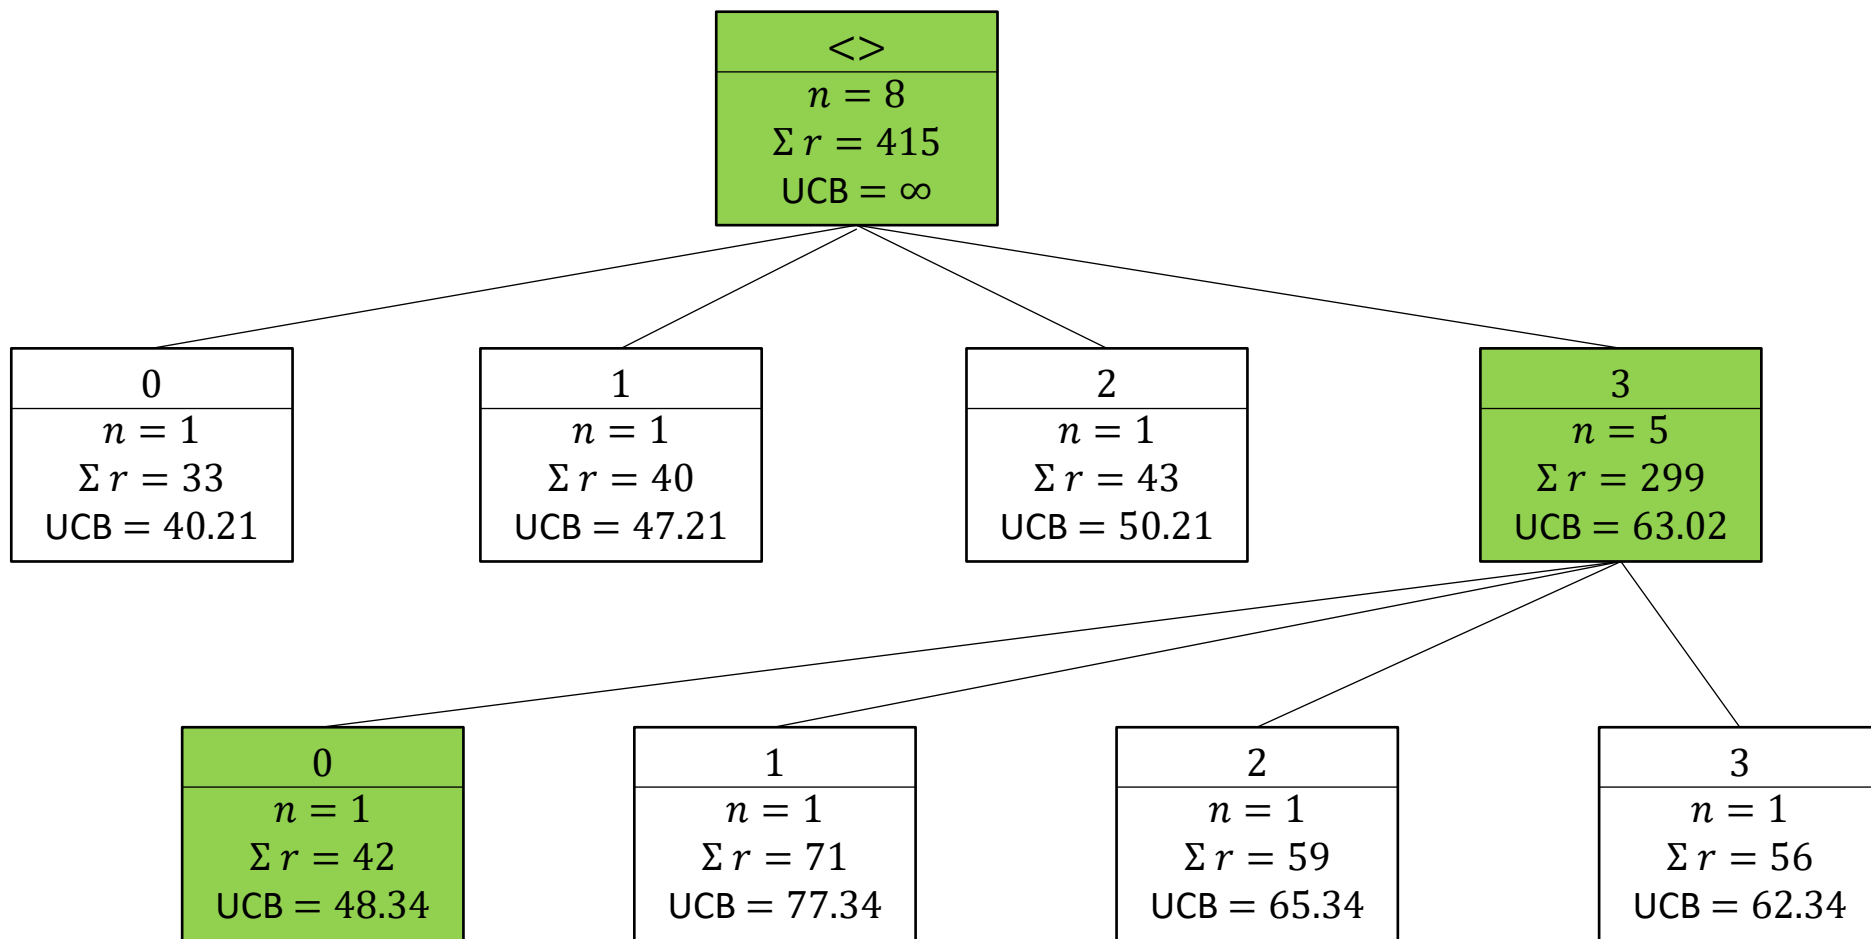 <>
n = 8
Σ r = 415
UCB = ∞
0
n = 1
Σ r = 33
UCB = 40.21
1
n = 1
Σ r = 40
UCB = 47.21
2
n = 1
Σ r = 43
UCB = 50.21
3
n = 5
Σ r = 299
UCB = 63.02
0
n = 1
Σ r = 42
UCB = 48.34
1
n = 1
Σ r = 71
UCB = 77.34
2
n = 1
Σ r = 59
UCB = 65.34
3
n = 1
Σ r = 56
UCB = 62.34